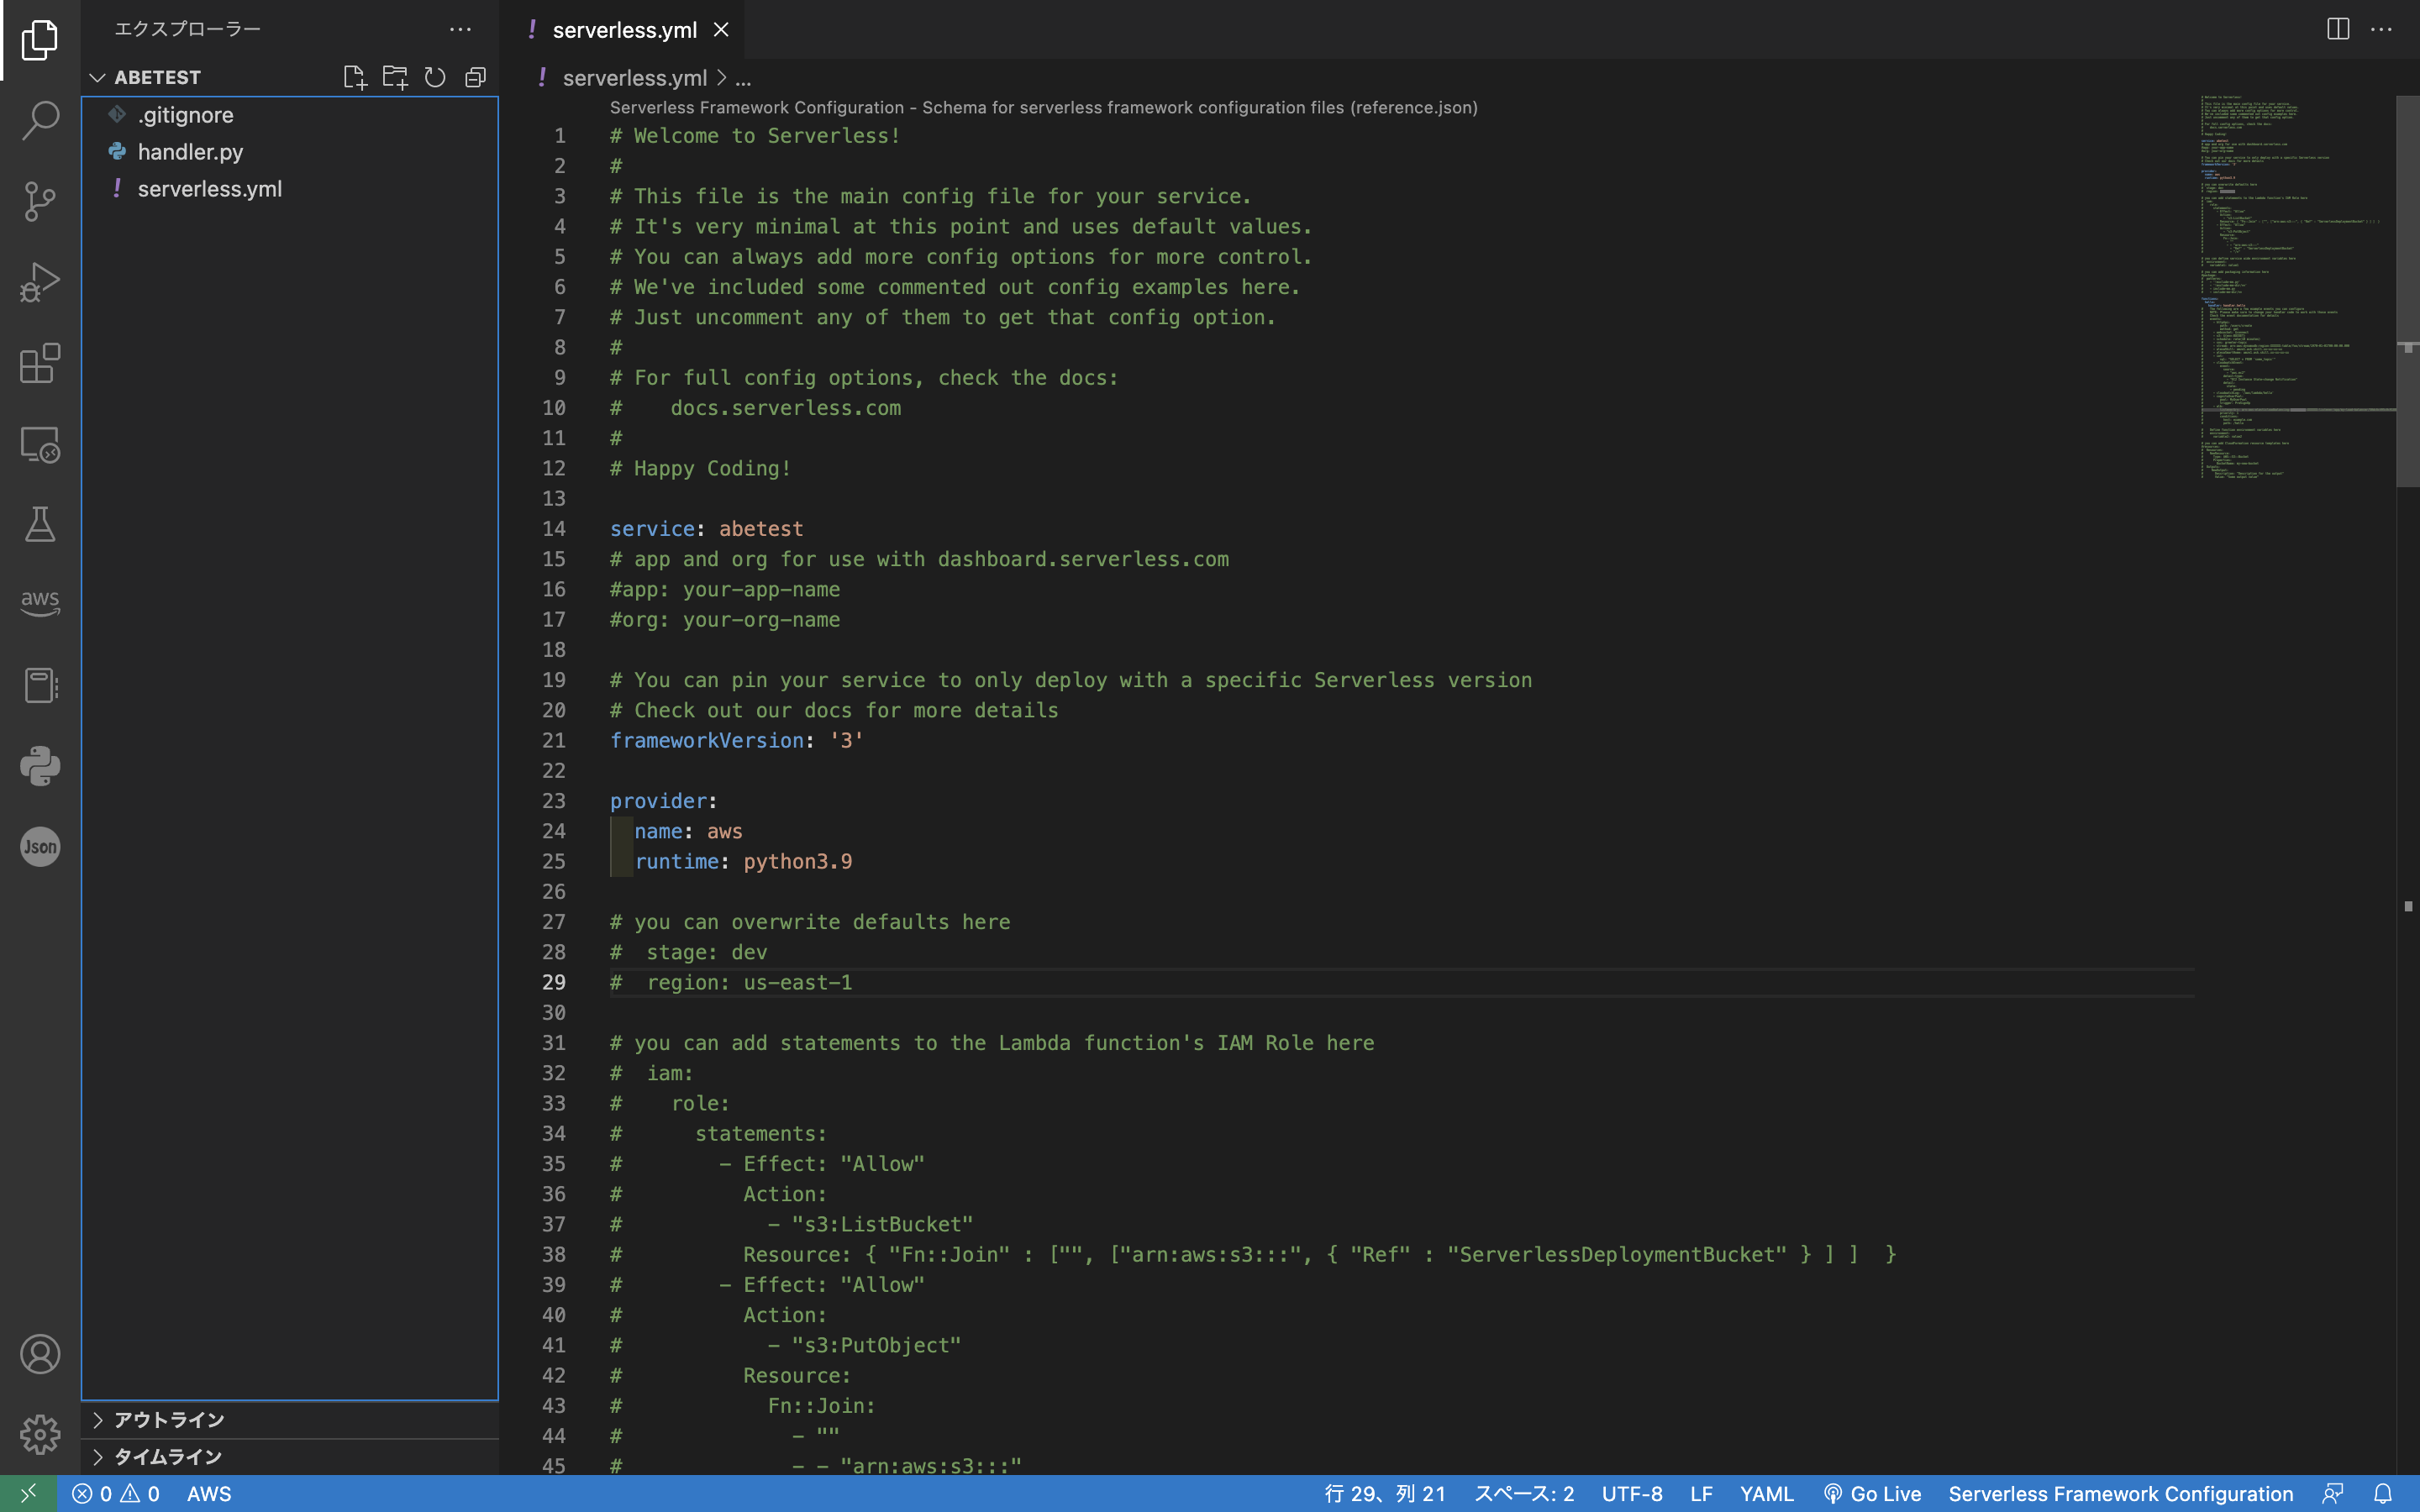 エクスプローラー
ABETEST
.gitignore
handler.py
serverless.yml
アウトライン
タイムライン
aws
Json
serverless.yml
serverless.yml > ...
Serverless Framework Configuration - Schema for serverless framework configuration files (reference.json)
1 # Welcome to Serverless!
2 #
3 # This file is the main config file for your service.
4 # It's very minimal at this point and uses default values.
5 # You can always add more config options for more control.
6 # We've included some commented out config examples here.
7 # Just uncomment any of them to get that config option.
8 #
9 # For full config options, check the docs:
10 #    docs.serverless.com
11 #
12 # Happy Coding!
13
14 service: abetest
15 # app and org for use with dashboard.serverless.com
16 #app: your-app-name
17 #org: your-org-name
18
19 # You can pin your service to only deploy with a specific Serverless version
20 # Check out our docs for more details
21 frameworkVersion: '3'
22
23 provider:
24   name: aws
25   runtime: python3.9
26
27 # you can overwrite defaults here
28 #  stage: dev
29 #  region: us-east-1
30
31 # you can add statements to the Lambda function's IAM Role here
32 #  iam:
33 #    role:
34 #      statements:
35 #        - Effect: "Allow"
36 #          Action:
37 #            - "s3:ListBucket"
38 #          Resource: { "Fn::Join" : ["", ["arn:aws:s3:::", { "Ref" : "ServerlessDeploymentBucket" } ] ]  }
39 #        - Effect: "Allow"
40 #          Action:
41 #            - "s3:PutObject"
42 #          Resource:
43 #            Fn::Join:
44 #              - ""
45 #              - - "arn:aws:s3:::"
0 0 AWS
行 29、列 21 スペース: 2 UTF-8 LF YAML Go Live Serverless Framework Configuration